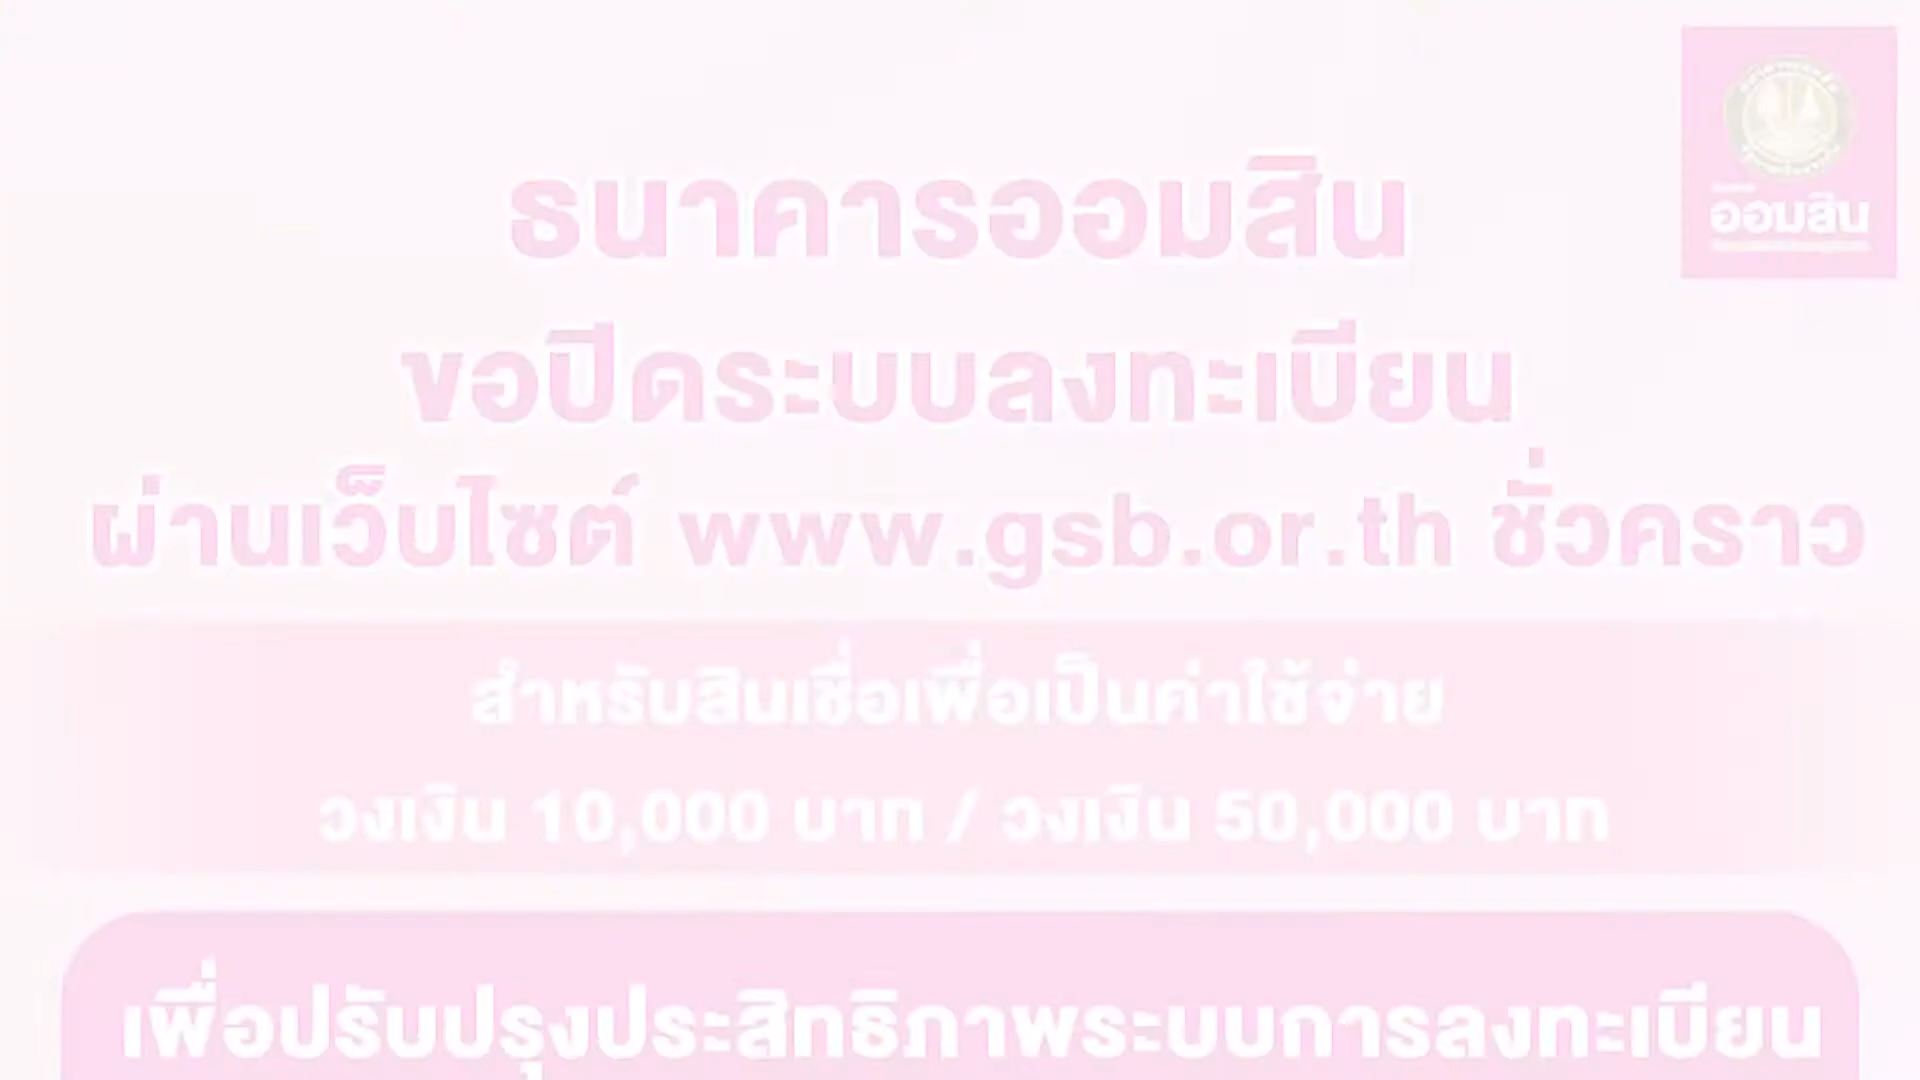 ออมสิน
ธนาคารออมสิน
ขอปิดระบบลงทะเบียน
ผ่านเว็บไซต์ www.gsb.or.th ชั่วคราว
สำหรับสินเชื่อเพื่อเป็นค่าใช้จ่าย
วงเงิน 10,000 บาท / วงเงิน 50,000 บาท
เพื่อปรับปรุงประสิทธิภาพระบบการลงทะเบียน